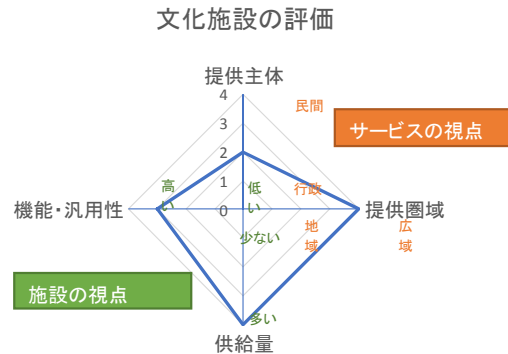 文化施設の評価
提供主体
4
民間
3
サービスの視点
2
高い
低い
行政
1
機能・汎用性
0
提供圏域
地域
広域
少ない
施設の視点
多い
供給量